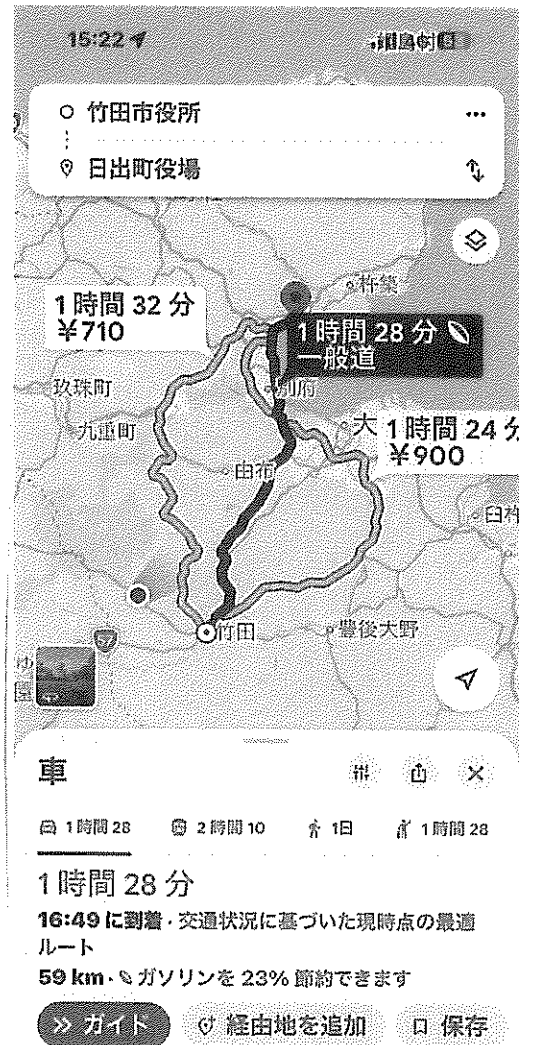 15:22
竹田市役所
日出町役場
杵築
1 時間 32 分
¥710
1 時間 28 分
一般道
玖珠町
別府
九重町
大
1 時間 24 分
¥900
由布
臼杵
竹田
豊後大野
57
ゆ
園
車
1 時間 28
2 時間 10
1日
1 時間 28
1 時間 28 分
16:49 に到着・交通状況に基づいた現時点の最適
ルート
59 km・ガソリンを 23% 節約できます
ガイド
経由地を追加
保存